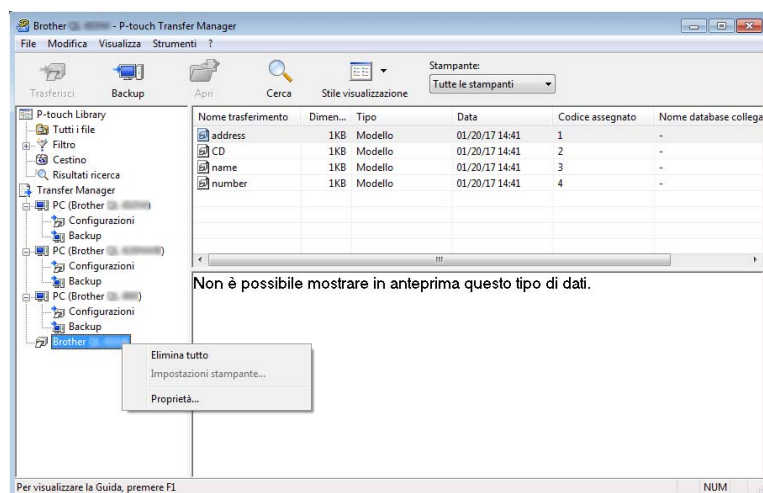 Brother - P-touch Transfer Manager
File Modifica Visualizza Strumenti ?
Trasferisci Backup Apri Cerca Stile visualizzazione
Stampante:
Tutte le stampanti
P-touch Library
Tutti i file
Filtro
Cestino
Risultati ricerca
Transfer Manager
PC (Brother )
Configurazioni
Backup
PC (Brother )
Configurazioni
Backup
PC (Brother )
Configurazioni
Backup
Brother
Nome trasferimento Dimen... Tipo Data Codice assegnato Nome database collega
address 1KB Modello 01/20/17 14:41 1 -
CD 1KB Modello 01/20/17 14:41 2 -
name 1KB Modello 01/20/17 14:41 3 -
number 1KB Modello 01/20/17 14:41 4 -
Non è possibile mostrare in anteprima questo tipo di dati.
Elimina tutto
Impostazioni stampante...
Proprietà...
Per visualizzare la Guida, premere F1
NUM